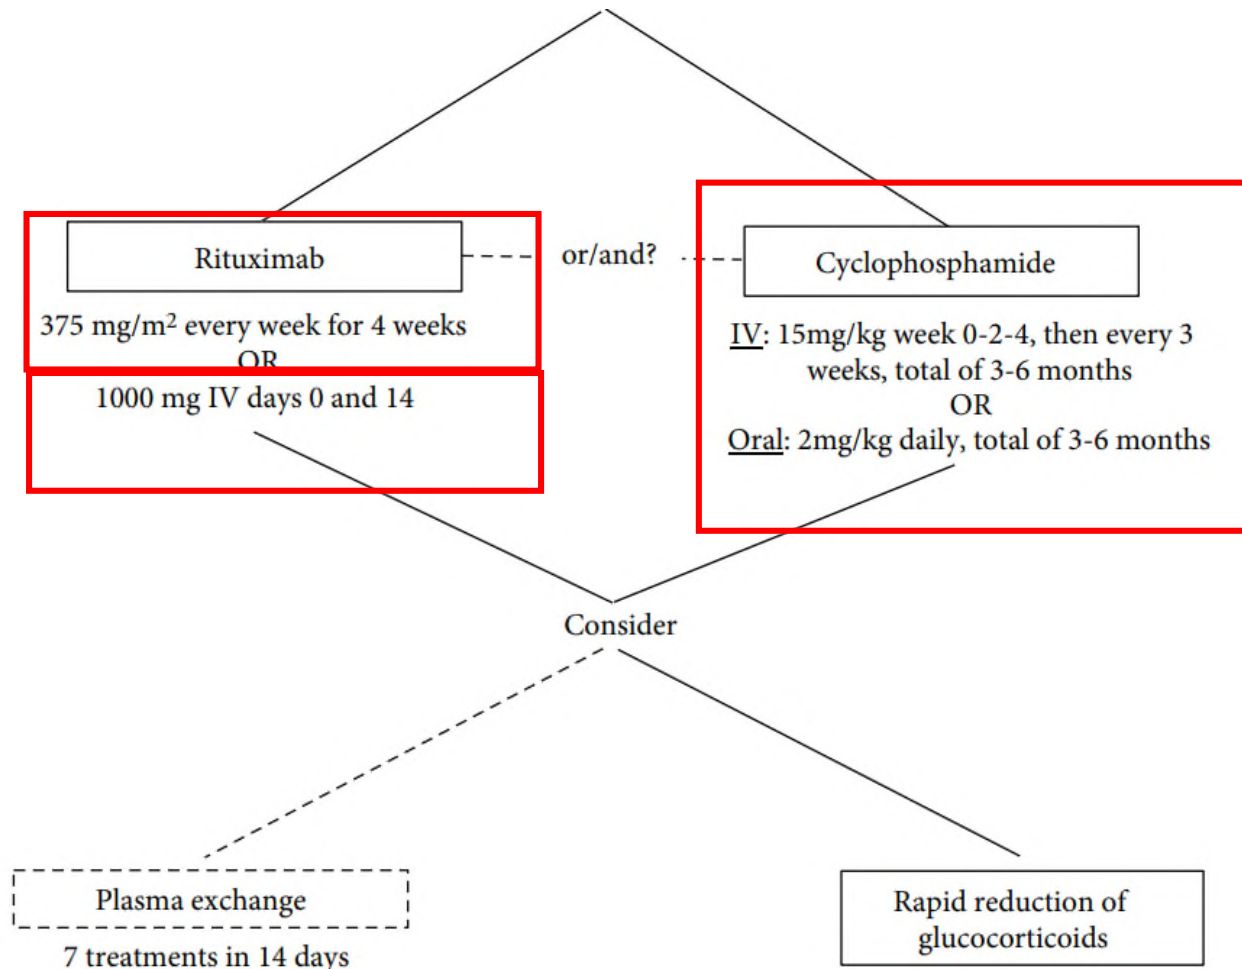 Rituximab
or/and?
Cyclophosphamide
375 mg/m² every week for 4 weeks
OR
1000 mg IV days 0 and 14
IV: 15mg/kg week 0-2-4, then every 3
weeks, total of 3-6 months
OR
Oral: 2mg/kg daily, total of 3-6 months
Consider
Plasma exchange
7 treatments in 14 days
Rapid reduction of
glucocorticoids